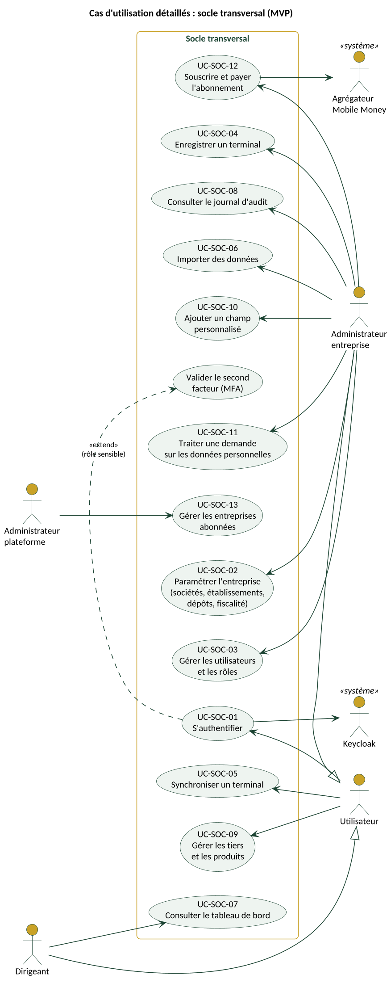 Cas d'utilisation détaillés : socle transversal (MVP)
Socle transversal
«système»
Agrégateur
Mobile Money
UC-SOC-12
Souscrire et payer
l'abonnement
UC-SOC-04
Enregistrer un terminal
UC-SOC-08
Consulter le journal d'audit
UC-SOC-06
Importer des données
UC-SOC-10
Ajouter un champ
personnalisé
Administrateur
entreprise
Valider le second
facteur (MFA)
UC-SOC-11
Traiter une demande
sur les données personnelles
«extend»
(rôle sensible)
Administrateur
plateforme
UC-SOC-13
Gérer les entreprises
abonnées
UC-SOC-02
Paramétrer l'entreprise
(sociétés, établissements,
dépôts, fiscalité)
UC-SOC-03
Gérer les utilisateurs
et les rôles
UC-SOC-01
S'authentifier
«système»
Keycloak
UC-SOC-05
Synchroniser un terminal
Utilisateur
UC-SOC-09
Gérer les tiers
et les produits
UC-SOC-07
Consulter le tableau de bord
Dirigeant